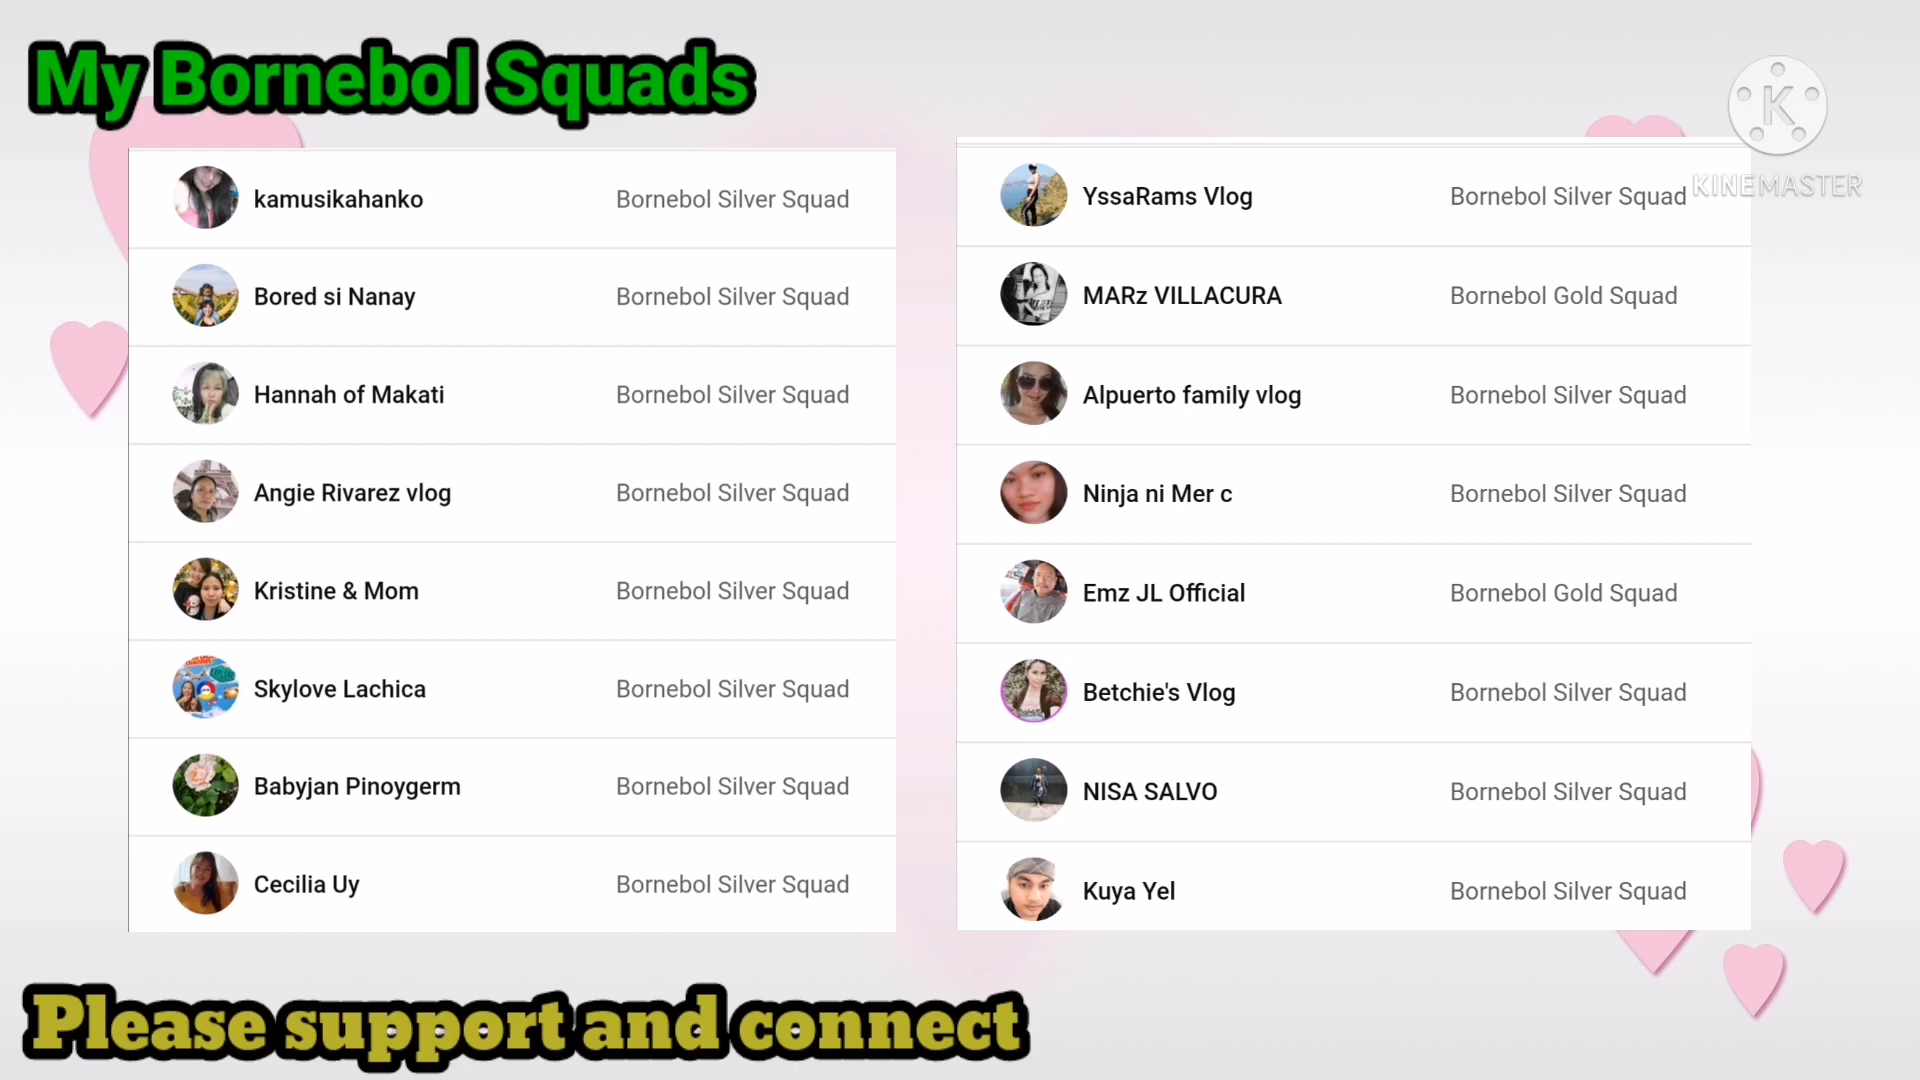 My Bornebol Squads
K
KINEMASTER
kamusikahanko Bornebol Silver Squad
Bored si Nanay Bornebol Silver Squad
Hannah of Makati Bornebol Silver Squad
Angie Rivarez vlog Bornebol Silver Squad
Kristine & Mom Bornebol Silver Squad
Skylove Lachica Bornebol Silver Squad
Babyjan Pinoygerm Bornebol Silver Squad
Cecilia Uy Bornebol Silver Squad
YssaRams Vlog Bornebol Silver Squad
MARz VILLACURA Bornebol Gold Squad
Alpuerto family vlog Bornebol Silver Squad
Ninja ni Mer c Bornebol Silver Squad
Emz JL Official Bornebol Gold Squad
Betchie's Vlog Bornebol Silver Squad
NISA SALVO Bornebol Silver Squad
Kuya Yel Bornebol Silver Squad
Please support and connect